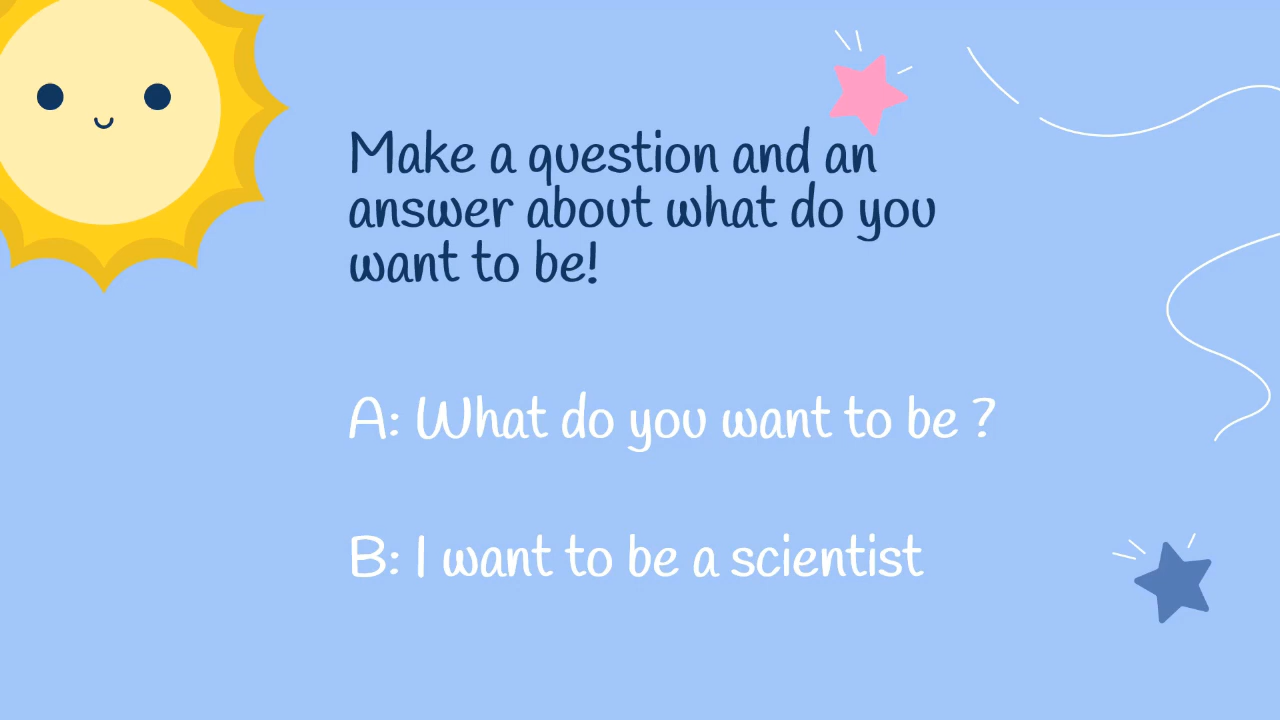 Make a question and an
answer about what do you
want to be!
A: What do you want to be ?
B: I want to be a scientist